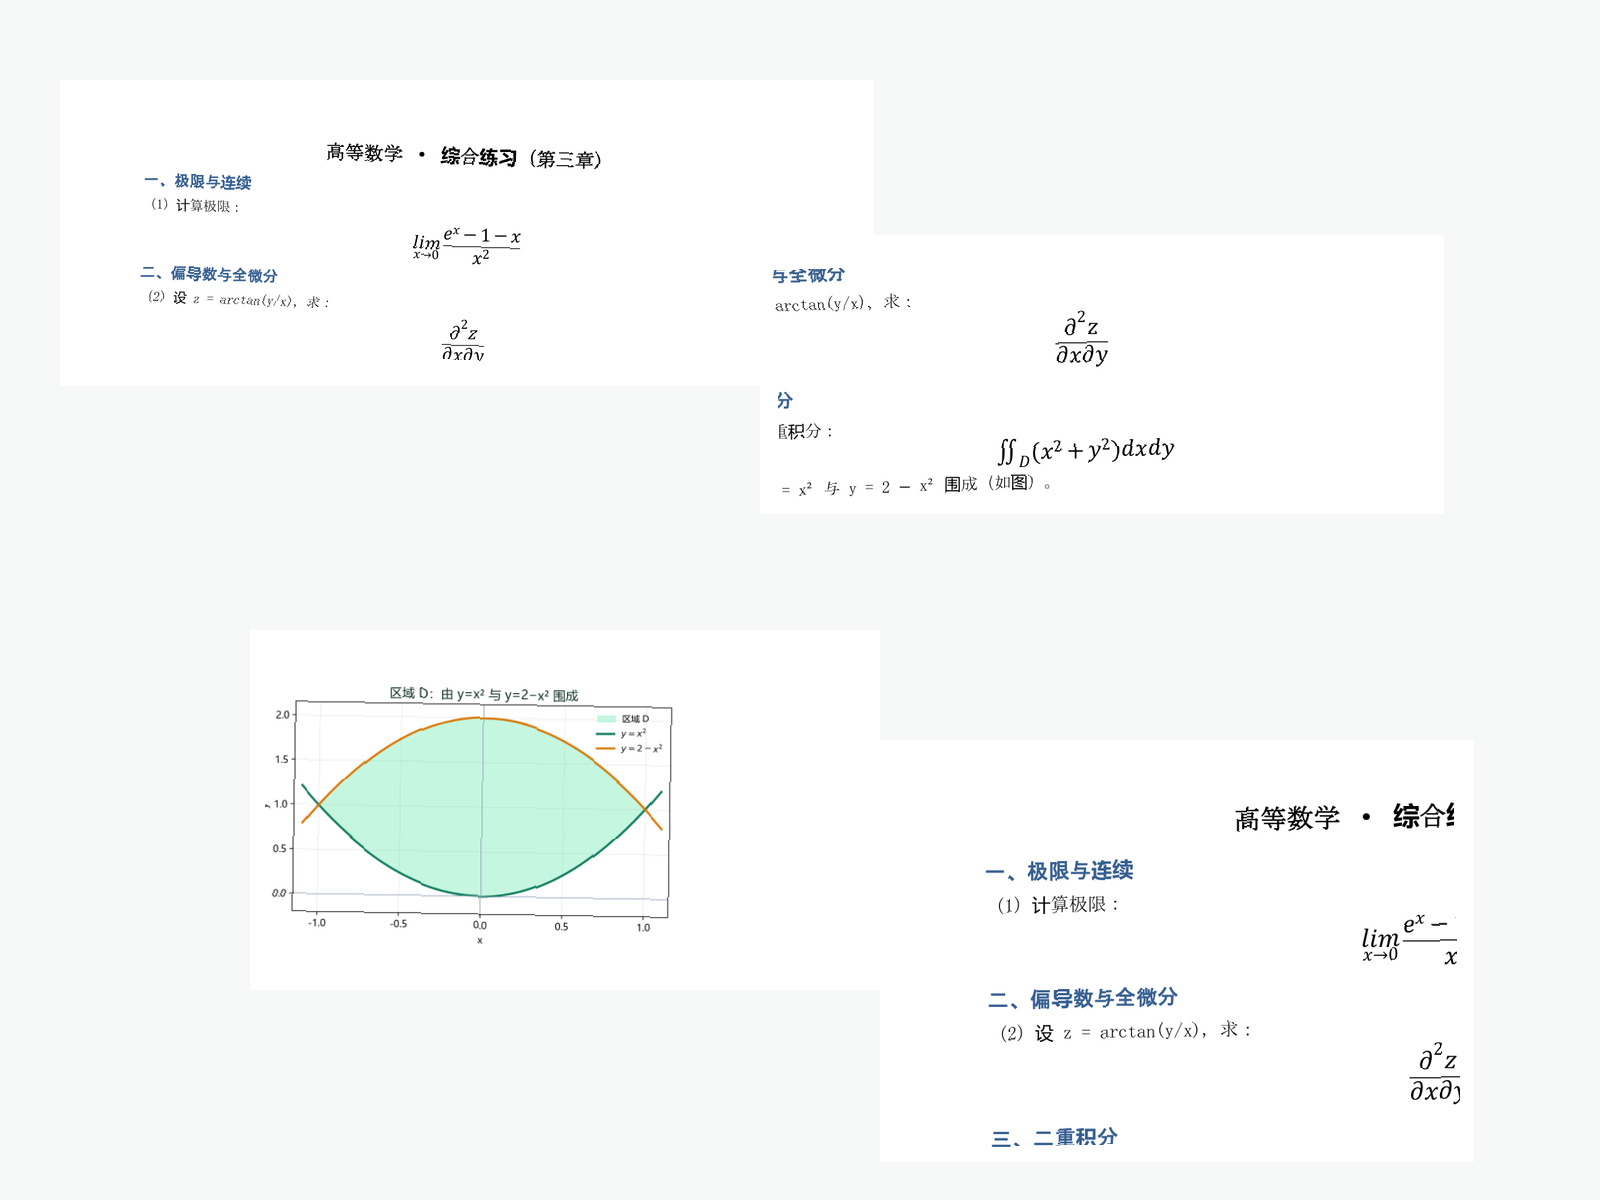 高等数学 · 综合练习（第三章）
一、极限与连续
（1）计算极限：
lim x→0 (e^x − 1 − x)/x²
二、偏导数与全微分
（2）设 z = arctan(y/x)，求：
∂²z/∂x∂y
与全微分
arctan(y/x)，求：
∂²z/∂x∂y
分
积分：
∬_D (x² + y²)dxdy
= x² 与 y = 2 − x² 围成（如图）。
区域 D：由 y=x² 与 y=2−x² 围成
区域 D
y = x²
y = 2 − x²
2.0
1.5
1.0
0.5
0.0
y
-1.0 -0.5 0.0 0.5 1.0
x
高等数学 · 综合
一、极限与连续
（1）计算极限：
lim x→0 e^x − / x
二、偏导数与全微分
（2）设 z = arctan(y/x)，求：
∂²z/∂x∂y
三、二重积分